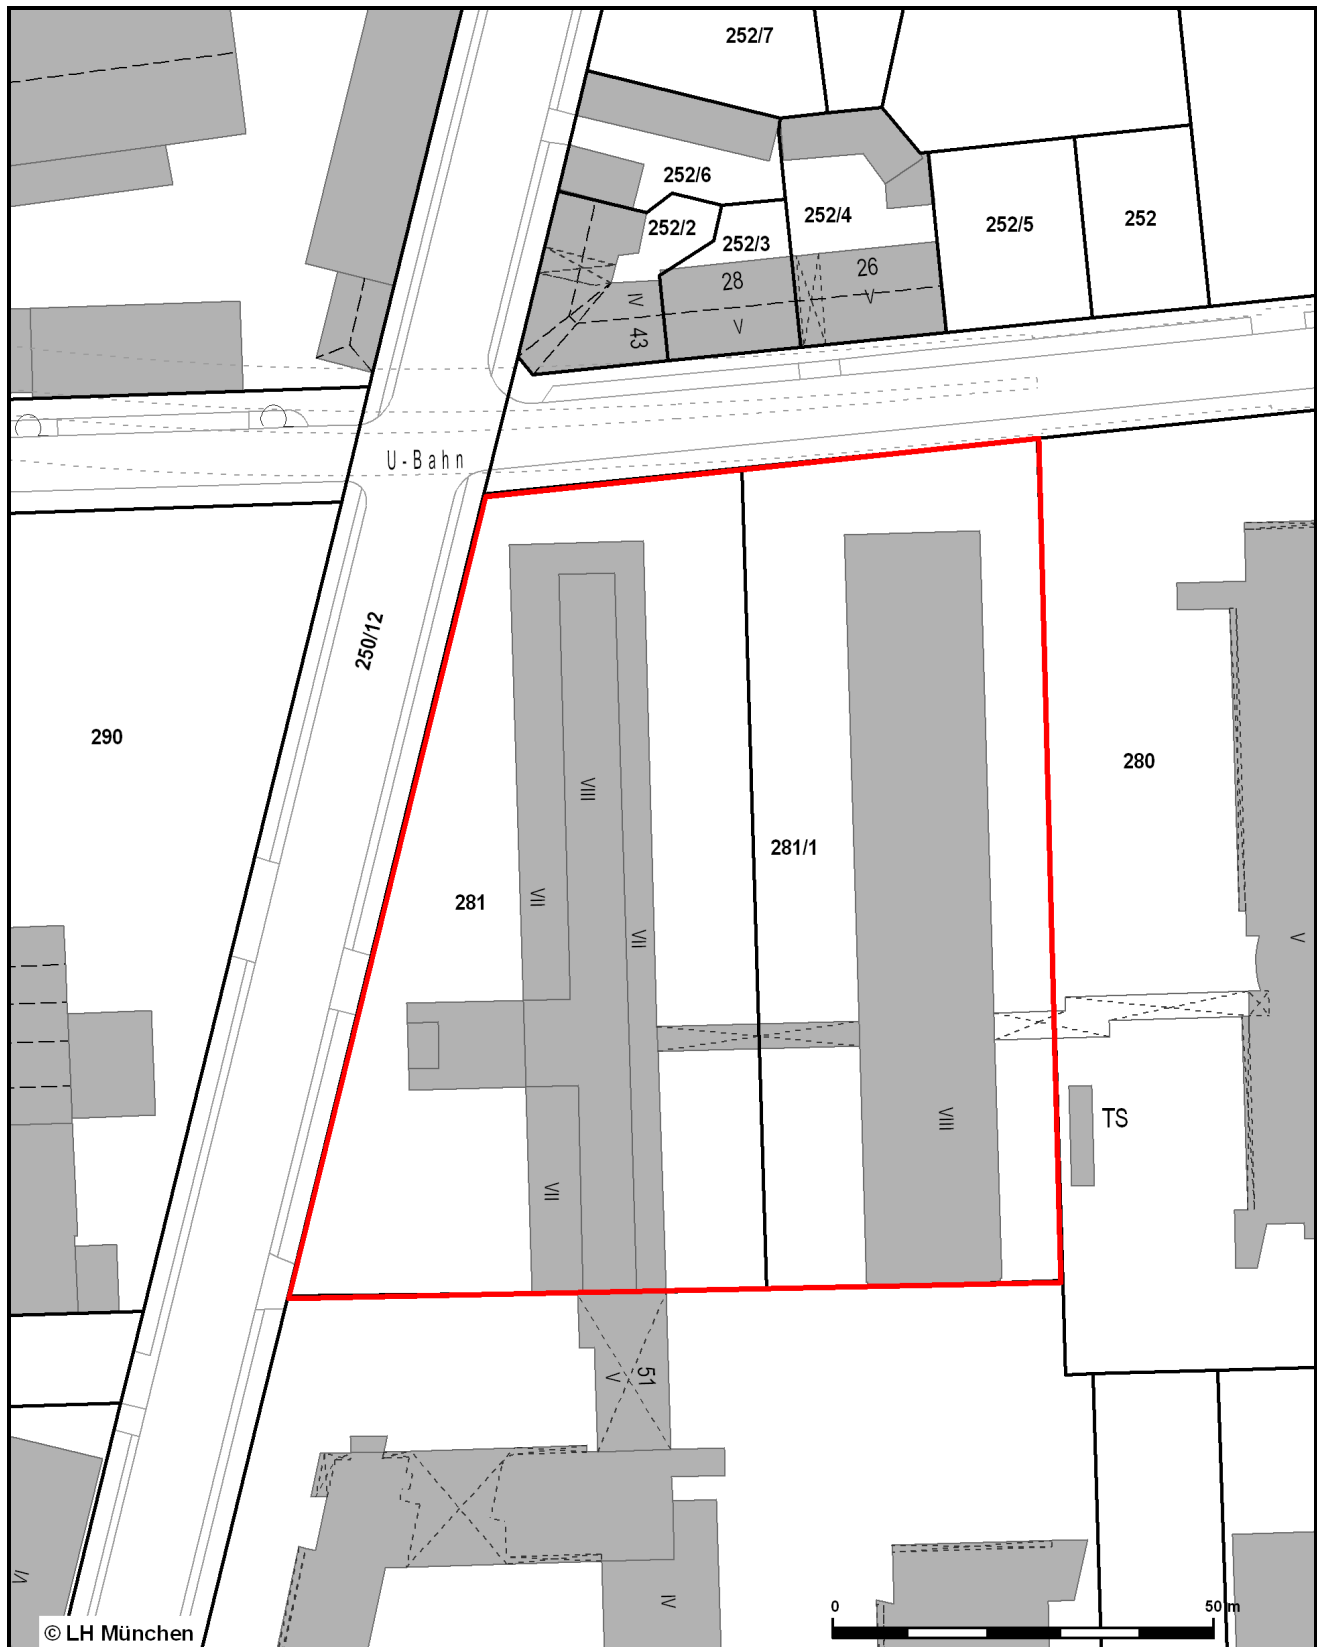 252/7
252/6
252/4
252/2
252/3
252/5
252
28
26
V
IV
43
V
U-Bahn
250/12
290
280
VIII
281/1
VII
281
VII
V
TS
VIII
VII
51
V
VI
IV
0
50 m
© LH München